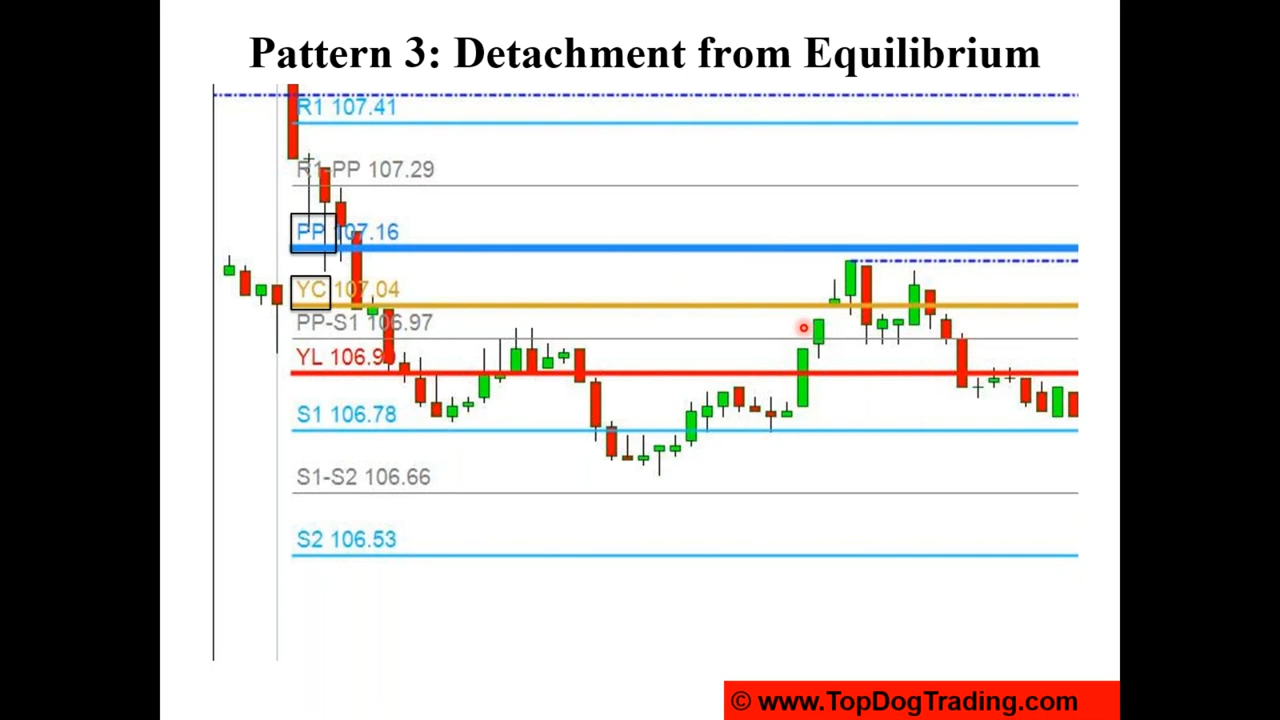 Pattern 3: Detachment from Equilibrium
R1 107.41
R1-PP 107.29
PP 107.16
YC 107.04
PP-S1 106.97
YL 106.9
S1 106.78
S1-S2 106.66
S2 106.53
© www.TopDogTrading.com